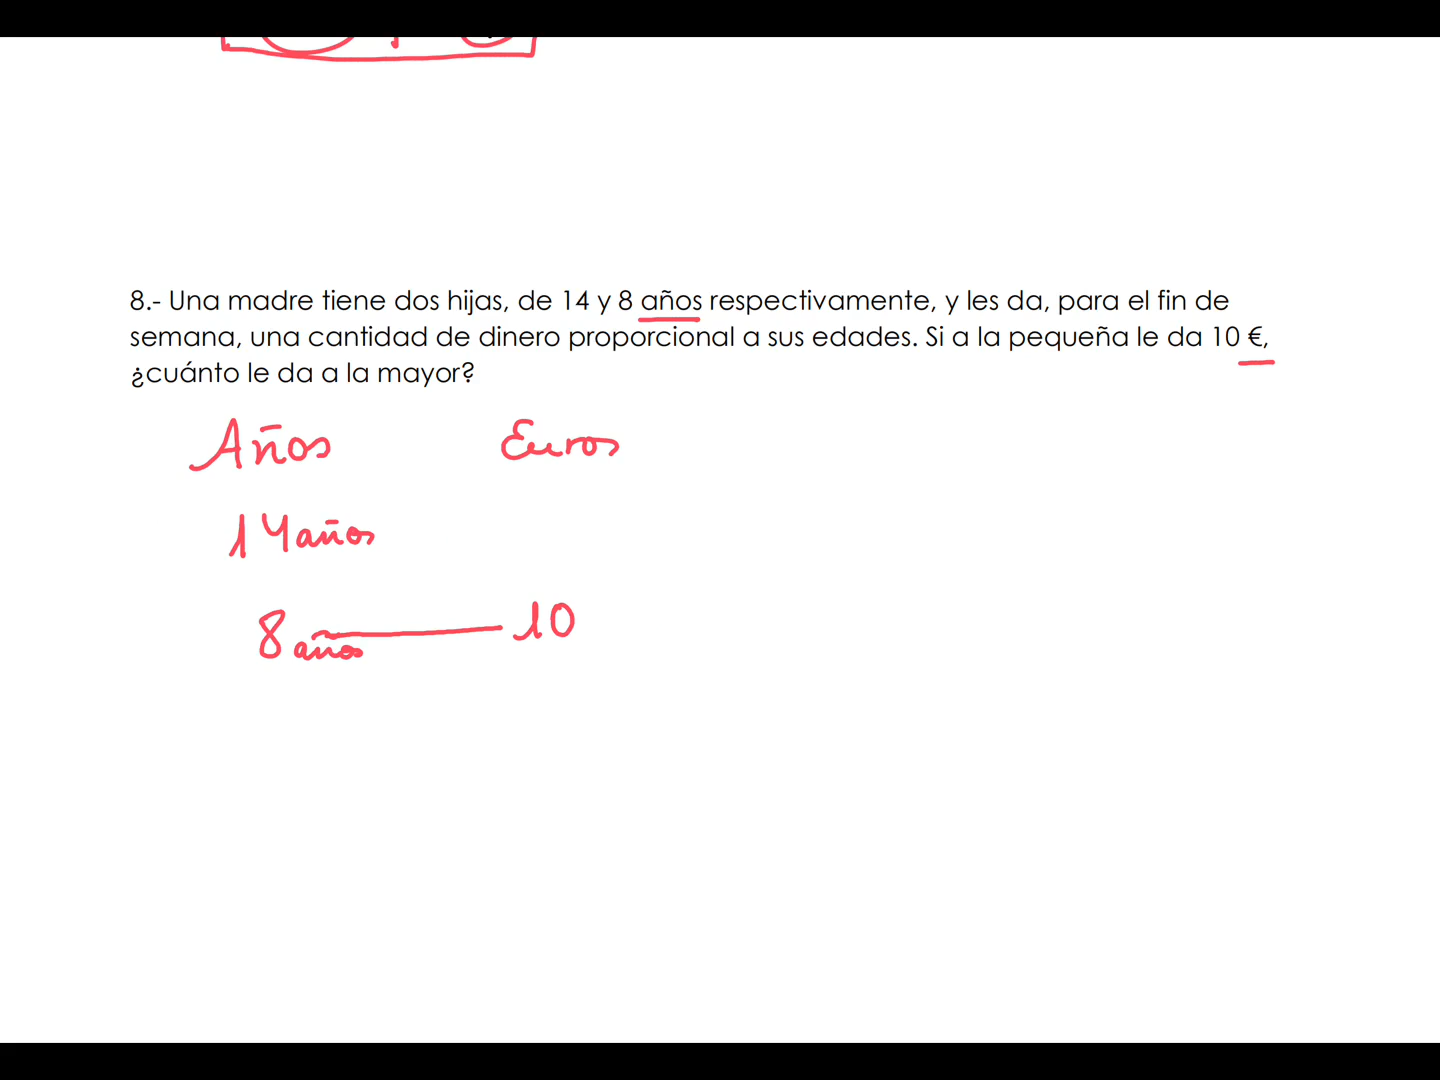 8.- Una madre tiene dos hijas, de 14 y 8 años respectivamente, y les da, para el fin de
semana, una cantidad de dinero proporcional a sus edades. Si a la pequeña le da 10 €,
¿cuánto le da a la mayor?
Años Euros
14 años
8 años 10